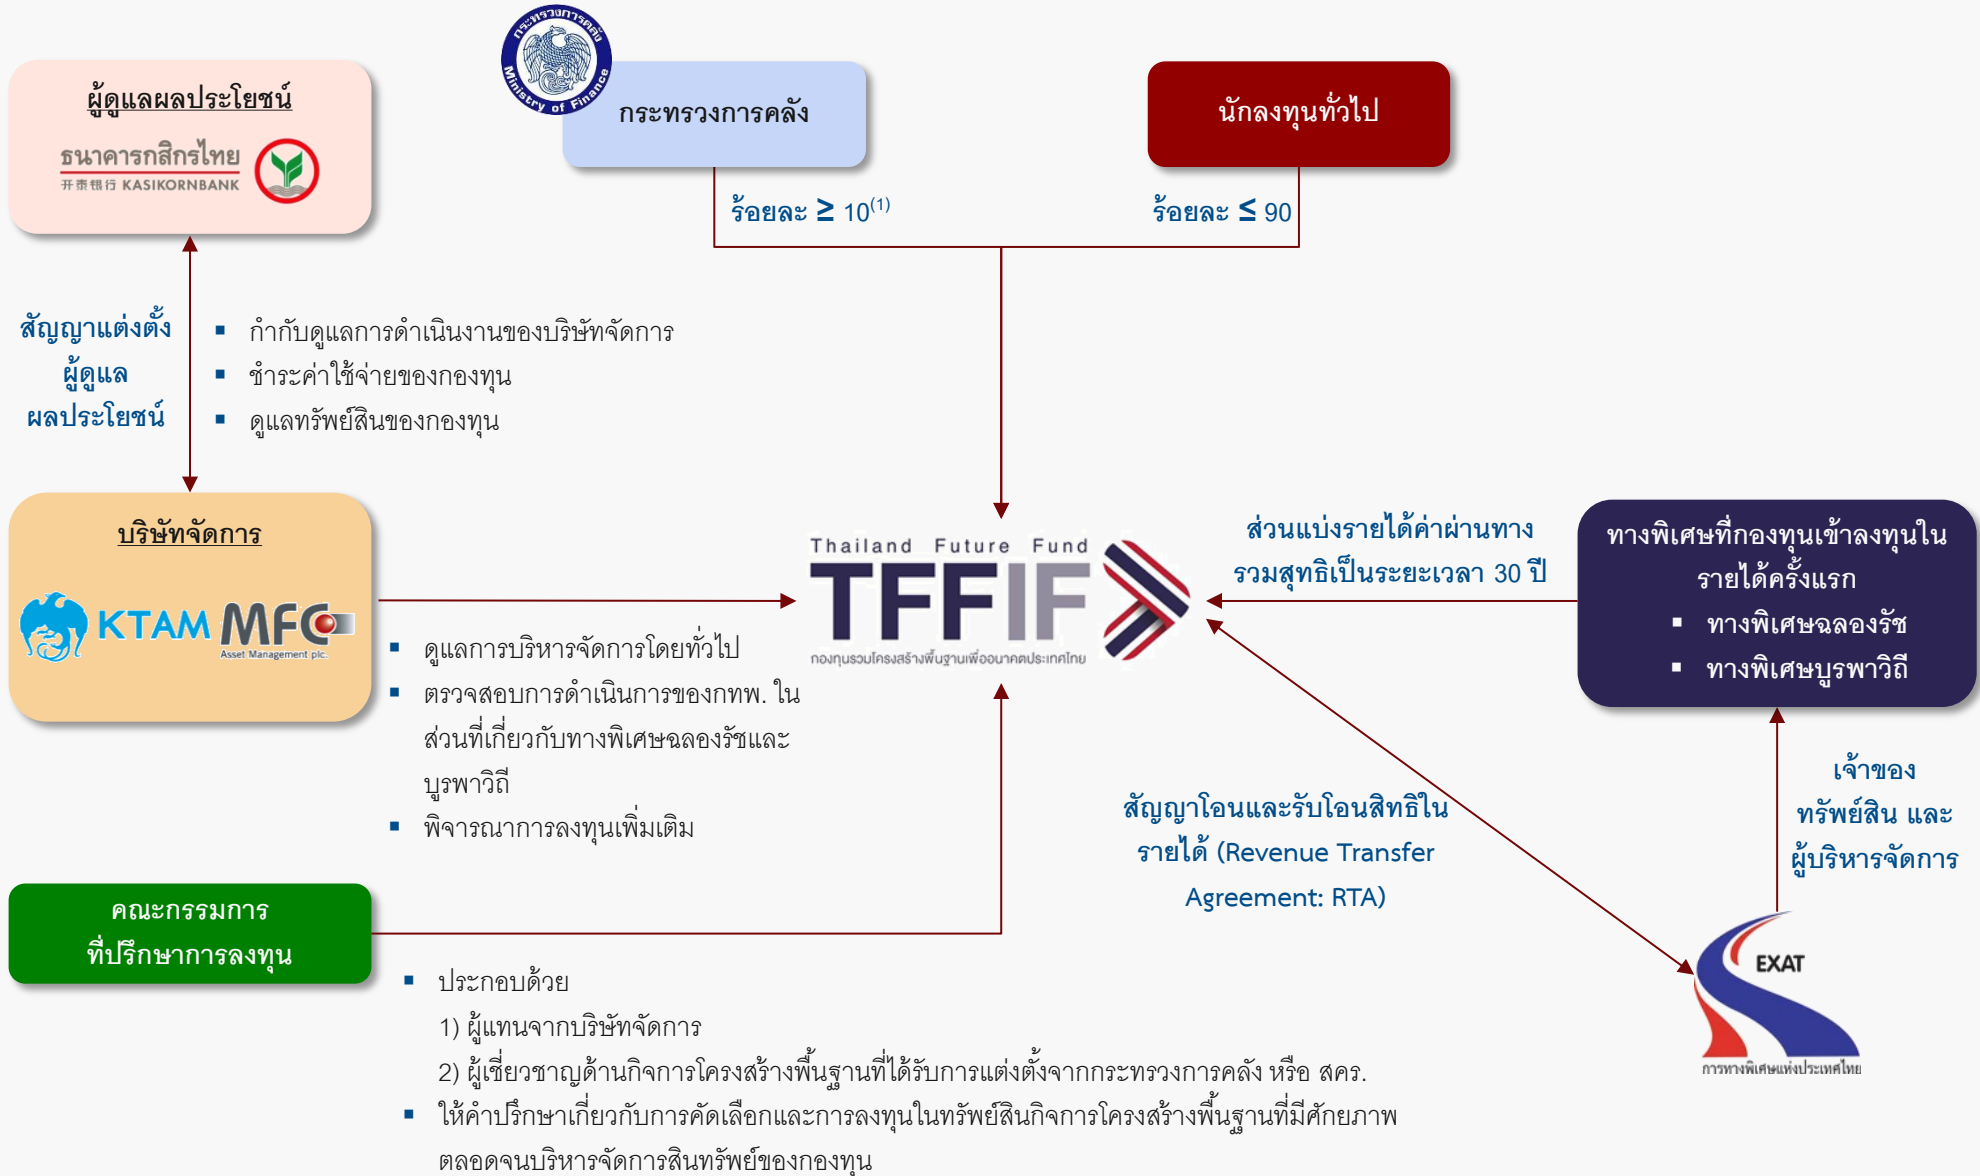 กระทรวงการคลัง
Ministry of Finance
ผู้ดูแลผลประโยชน์
ธนาคารกสิกรไทย
开泰银行 KASIKORNBANK
กระทรวงการคลัง
นักลงทุนทั่วไป
ร้อยละ ≥ 10(1)
ร้อยละ ≤ 90
สัญญาแต่งตั้ง
ผู้ดูแล
ผลประโยชน์
▪ กำกับดูแลการดำเนินงานของบริษัทจัดการ
▪ ชำระค่าใช้จ่ายของกองทุน
▪ ดูแลทรัพย์สินของกองทุน
บริษัทจัดการ
KTAM MFC
Asset Management plc.
Thailand Future Fund
TFFIF
กองทุนรวมโครงสร้างพื้นฐานเพื่ออนาคตประเทศไทย
ส่วนแบ่งรายได้ค่าผ่านทาง
รวมสุทธิเป็นระยะเวลา 30 ปี
ทางพิเศษที่กองทุนเข้าลงทุนใน
รายได้ครั้งแรก
▪ ทางพิเศษฉลองรัช
▪ ทางพิเศษบูรพาวิถี
▪ ดูแลการบริหารจัดการโดยทั่วไป
▪ ตรวจสอบการดำเนินการของกทพ. ใน
ส่วนที่เกี่ยวกับทางพิเศษฉลองรัชและ
บูรพาวิถี
▪ พิจารณาการลงทุนเพิ่มเติม
สัญญาโอนและรับโอนสิทธิใน
รายได้ (Revenue Transfer
Agreement: RTA)
เจ้าของ
ทรัพย์สิน และ
ผู้บริหารจัดการ
คณะกรรมการ
ที่ปรึกษาการลงทุน
EXAT
การทางพิเศษแห่งประเทศไทย
▪ ประกอบด้วย
1) ผู้แทนจากบริษัทจัดการ
2) ผู้เชี่ยวชาญด้านกิจการโครงสร้างพื้นฐานที่ได้รับการแต่งตั้งจากกระทรวงการคลัง หรือ สคร.
▪ ให้คำปรึกษาเกี่ยวกับการคัดเลือกและการลงทุนในทรัพย์สินกิจการโครงสร้างพื้นฐานที่มีศักยภาพ
ตลอดจนบริหารจัดการสินทรัพย์ของกองทุน